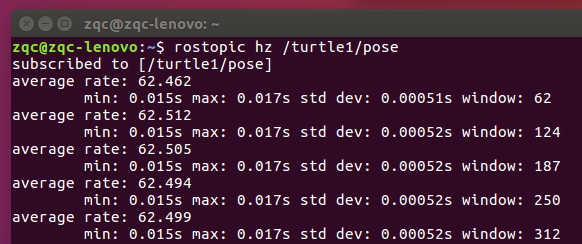 zqc@zqc-lenovo: ~
zqc@zqc-lenovo:~$ rostopic hz /turtle1/pose
subscribed to [/turtle1/pose]
average rate: 62.462
min: 0.015s max: 0.017s std dev: 0.00051s window: 62
average rate: 62.512
min: 0.015s max: 0.017s std dev: 0.00052s window: 124
average rate: 62.505
min: 0.015s max: 0.017s std dev: 0.00052s window: 187
average rate: 62.494
min: 0.015s max: 0.017s std dev: 0.00052s window: 250
average rate: 62.499
min: 0.015s max: 0.017s std dev: 0.00052s window: 312